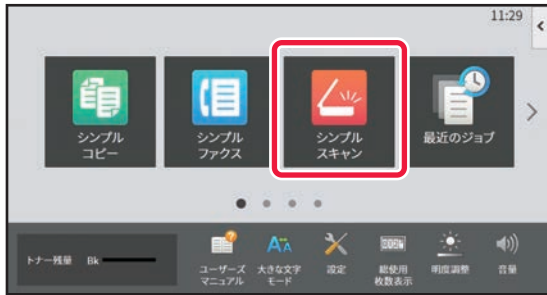 11:29
シンプル
コピー
シンプル
ファクス
シンプル
スキャン
最近のジョブ
トナー残量 Bk
ユーザーズ
マニュアル
大きな文字
モード
設定
総使用
枚数表示
明度調整
音量